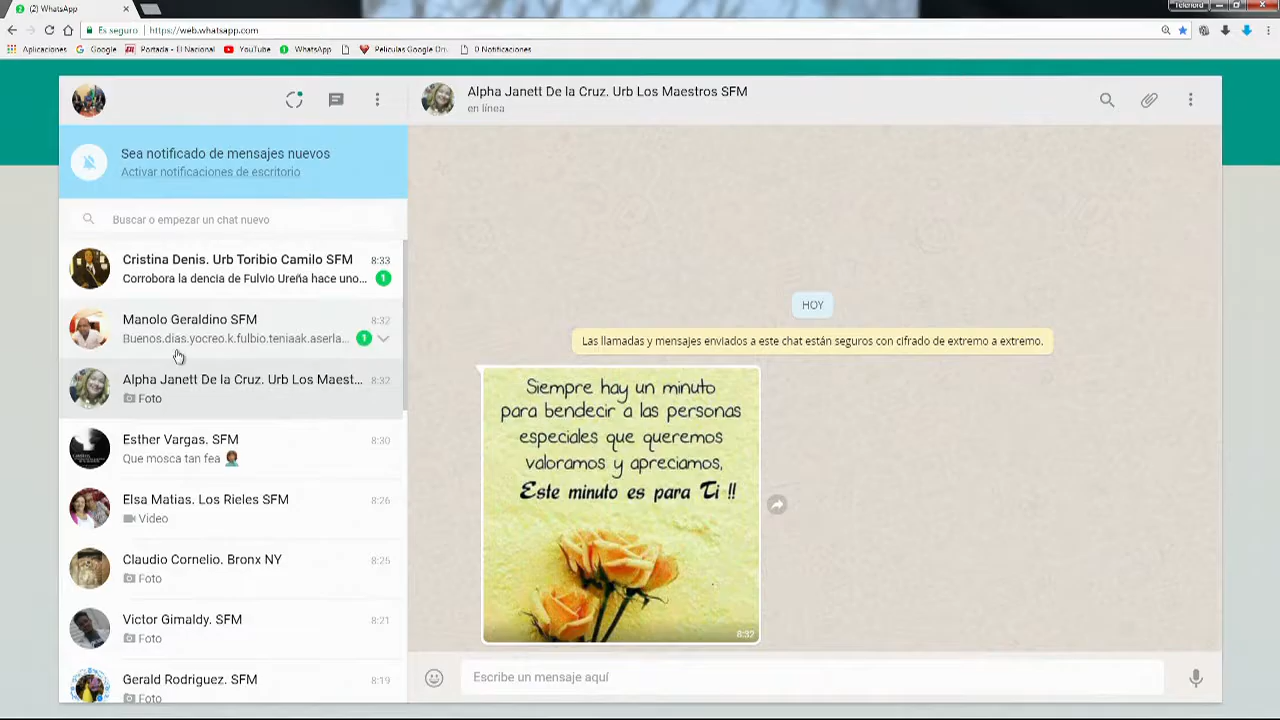 (2) WhatsApp
Telenord
Es seguro
https://web.whatsapp.com
Aplicaciones
Google
Portada - El Nacional
YouTube
WhatsApp
Peliculas Google Dri
0 Notificaciones
Alpha Janett De la Cruz. Urb Los Maestros SFM
en línea
Sea notificado de mensajes nuevos
Activar notificaciones de escritorio
Buscar o empezar un chat nuevo
Cristina Denis. Urb Toribio Camilo SFM 8:33
Corrobora la dencia de Fulvio Ureña hace uno... 1
Manolo Geraldino SFM 8:32
Buenos.días.yocreo.k.fulbio.teniaak.aserla... 1
Alpha Janett De la Cruz. Urb Los Maest... 8:32
Foto
Esther Vargas. SFM 8:30
Que mosca tan fea
Elsa Matias. Los Rieles SFM 8:26
Video
Claudio Cornelio. Bronx NY 8:25
Foto
Victor Gimaldy. SFM 8:21
Foto
Gerald Rodriguez. SFM 8:19
Foto
HOY
Las llamadas y mensajes enviados a este chat están seguros con cifrado de extremo a extremo.
Siempre hay un minuto
para bendecir a las personas
especiales que queremos
valoramos y apreciamos,
Este minuto es para Ti !!
8:32
Escribe un mensaje aquí